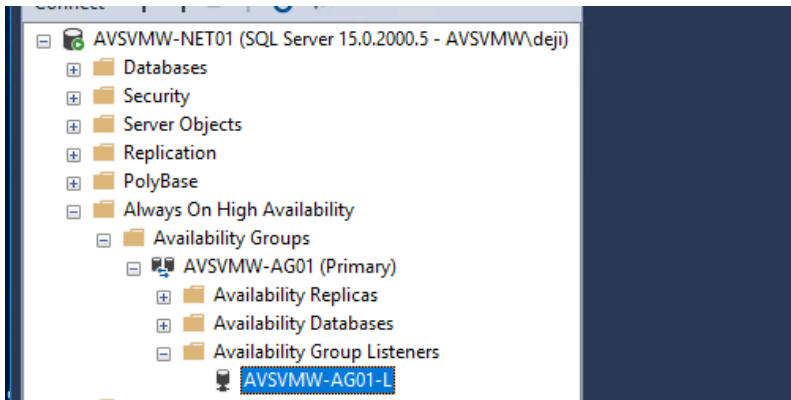 Connect
AVSVMW-NET01 (SQL Server 15.0.2000.5 - AVSVMW\deji)
Databases
Security
Server Objects
Replication
PolyBase
Always On High Availability
Availability Groups
AVSVMW-AG01 (Primary)
Availability Replicas
Availability Databases
Availability Group Listeners
AVSVMW-AG01-L